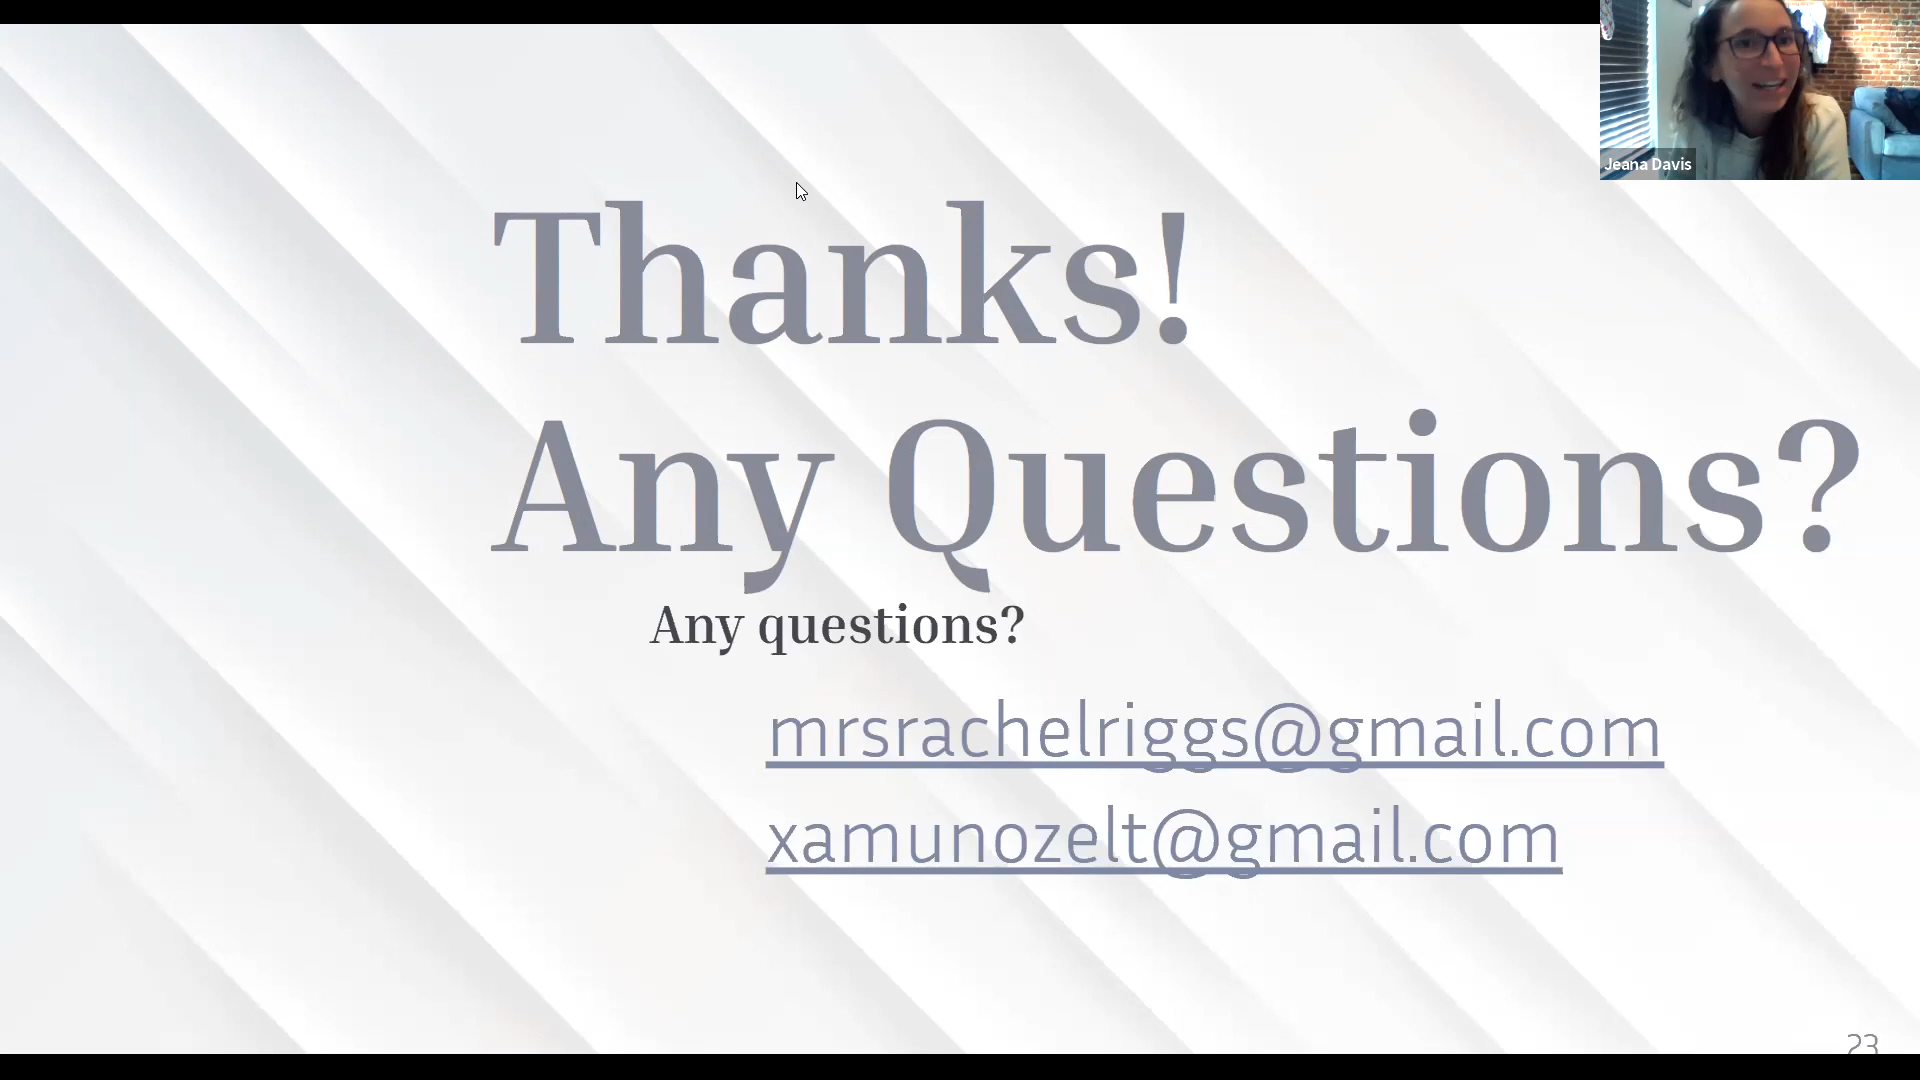 Jeana Davis
Thanks!
Any Questions?
Any questions?
mrsrachelriggs@gmail.com
xamunozelt@gmail.com
23